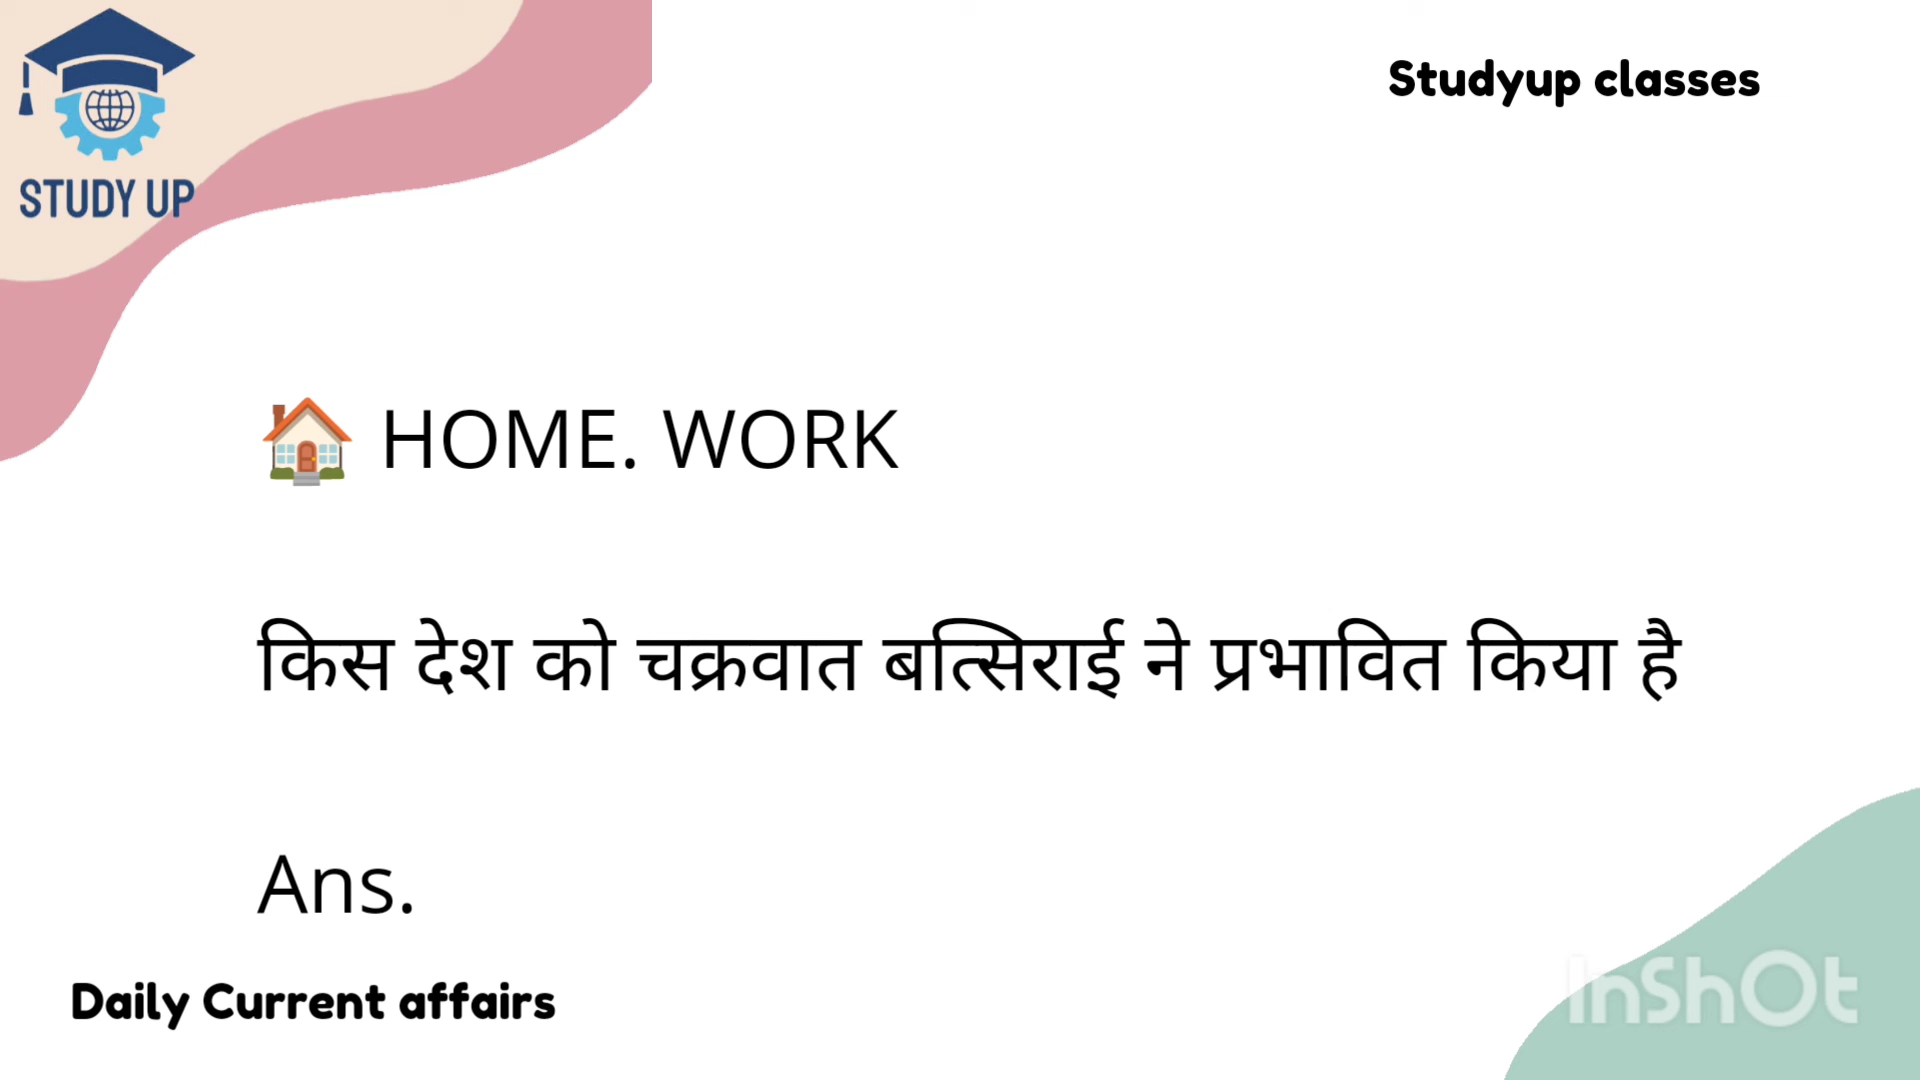 STUDY UP
Studyup classes
🏠 HOME. WORK
किस देश को चक्रवात बत्सिराई ने प्रभावित किया है
Ans.
Daily Current affairs
InShOt